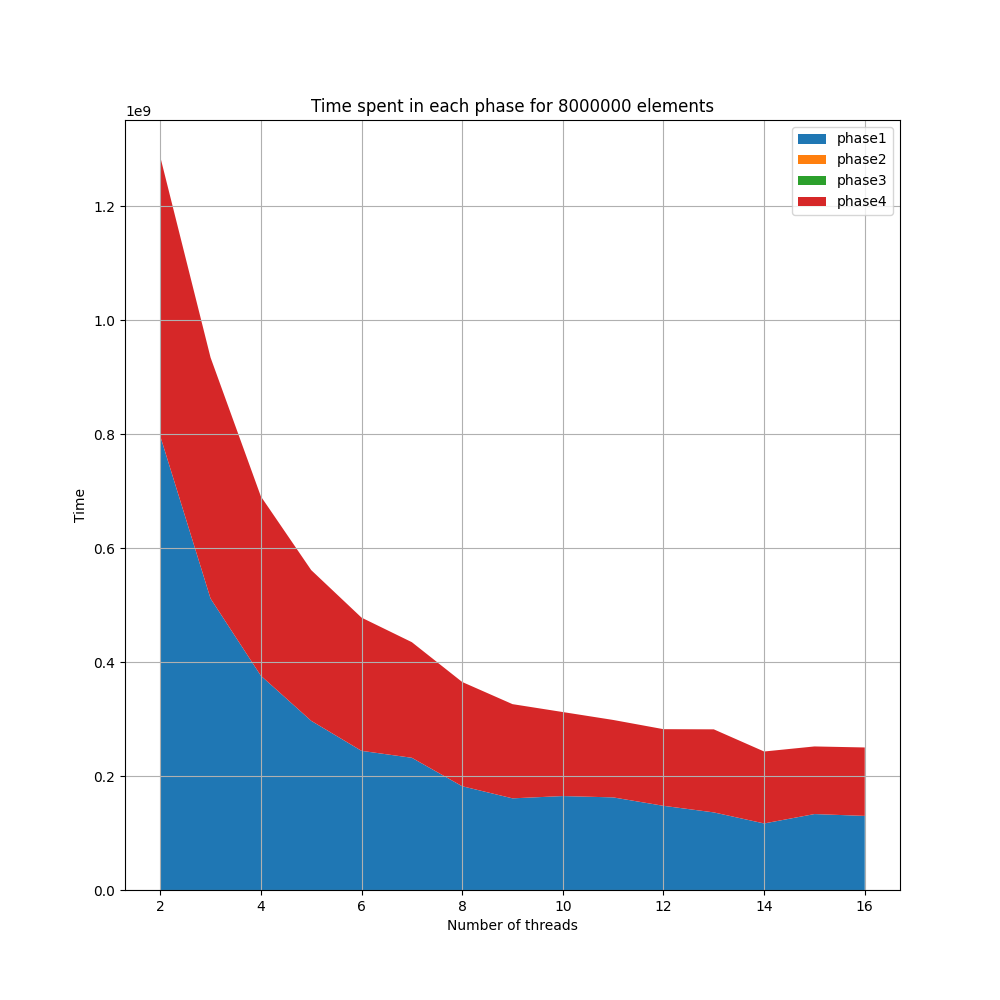 Time spent in each phase for 8000000 elements
1e9
1.2
1.0
0.8
0.6
0.4
0.2
0.0
Time
2 4 6 8 10 12 14 16
Number of threads
phase1
phase2
phase3
phase4